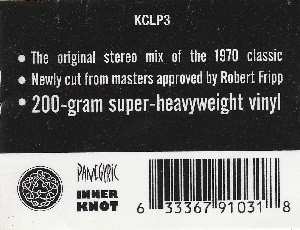 KCLP3
• The original stereo mix of the 1970 classic
• Newly cut from masters approved by Robert Fripp
• 200-gram super-heavyweight vinyl
PANEGYRIC
INNER
KNOT
6 33367 91031 8